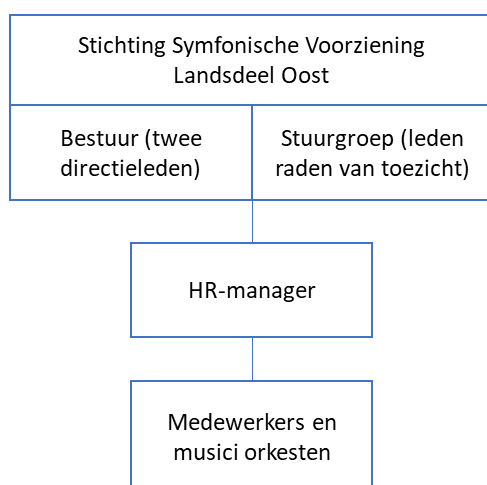 Stichting Symfonische Voorziening
Landsdeel Oost
Bestuur (twee
directieleden)
Stuurgroep (leden
raden van toezicht)
HR-manager
Medewerkers en
musici orkesten